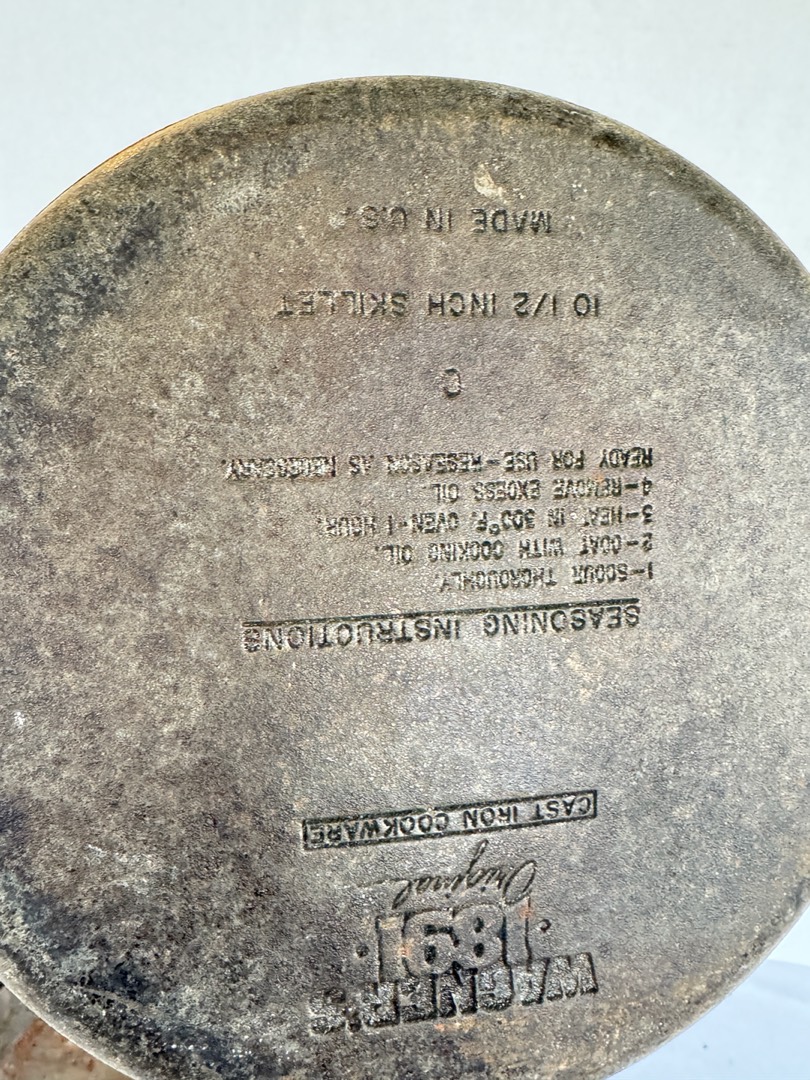 WAGNER'S
·1891·
Original
CAST IRON COOKWARE
SEASONING INSTRUCTIONS
1-SCOUR THOROUGHLY.
2-COAT WITH COOKING OIL.
3-HEAT IN 300°F. OVEN-1 HOUR.
4-REMOVE EXCESS OIL.
READY FOR USE-RESEASON AS NECESSARY.
C
10 1/2 INCH SKILLET
MADE IN U.S.A